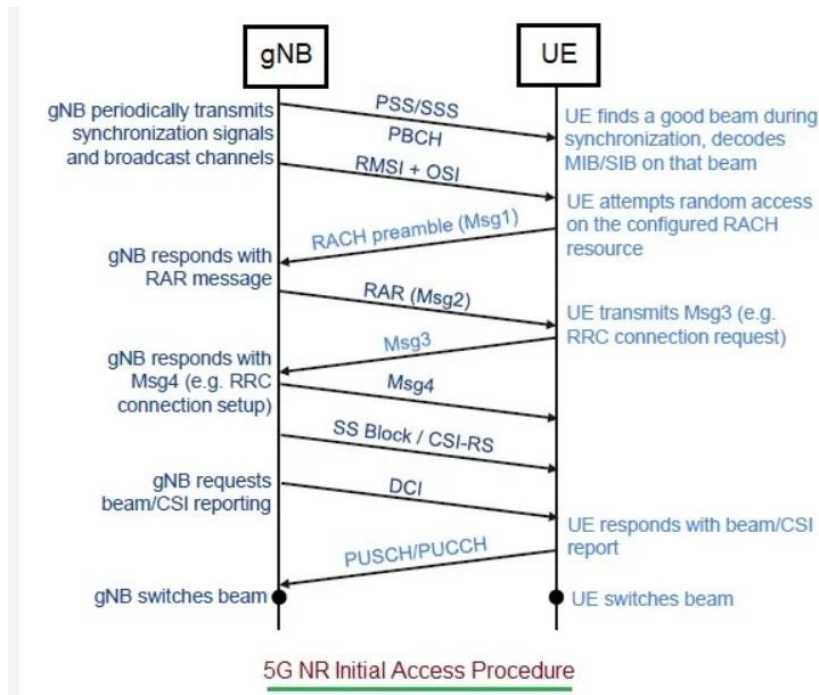 gNB
UE
gNB periodically transmits
synchronization signals
and broadcast channels
PSS/SSS
PBCH
UE finds a good beam during
synchronization, decodes
MIB/SIB on that beam
RMSI + OSI
UE attempts random access
on the configured RACH
resource
RACH preamble (Msg1)
gNB responds with
RAR message
RAR (Msg2)
UE transmits Msg3 (e.g.
RRC connection request)
Msg3
gNB responds with
Msg4 (e.g. RRC
connection setup)
Msg4
SS Block / CSI-RS
gNB requests
beam/CSI reporting
DCI
UE responds with beam/CSI
report
PUSCH/PUCCH
gNB switches beam
UE switches beam
5G NR Initial Access Procedure